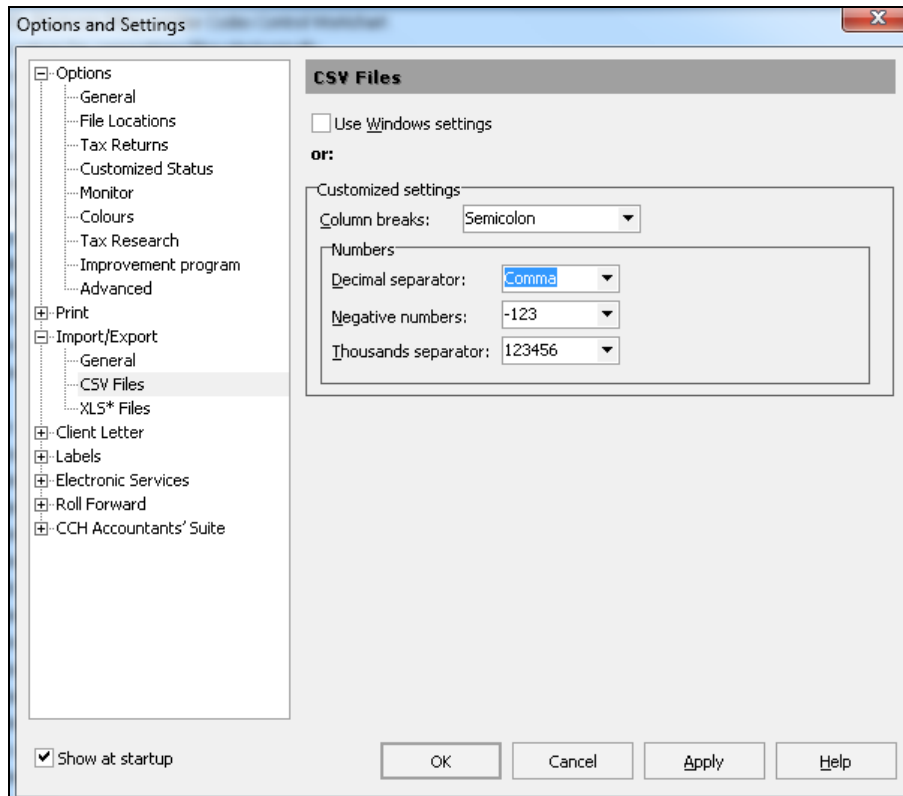 Options and Settings
Options
General
File Locations
Tax Returns
Customized Status
Monitor
Colours
Tax Research
Improvement program
Advanced
Print
Import/Export
General
CSV Files
XLS* Files
Client Letter
Labels
Electronic Services
Roll Forward
CCH Accountants' Suite
CSV Files
Use Windows settings
or:
Customized settings
Column breaks: Semicolon
Numbers
Decimal separator: Comma
Negative numbers: -123
Thousands separator: 123456
Show at startup
OK Cancel Apply Help